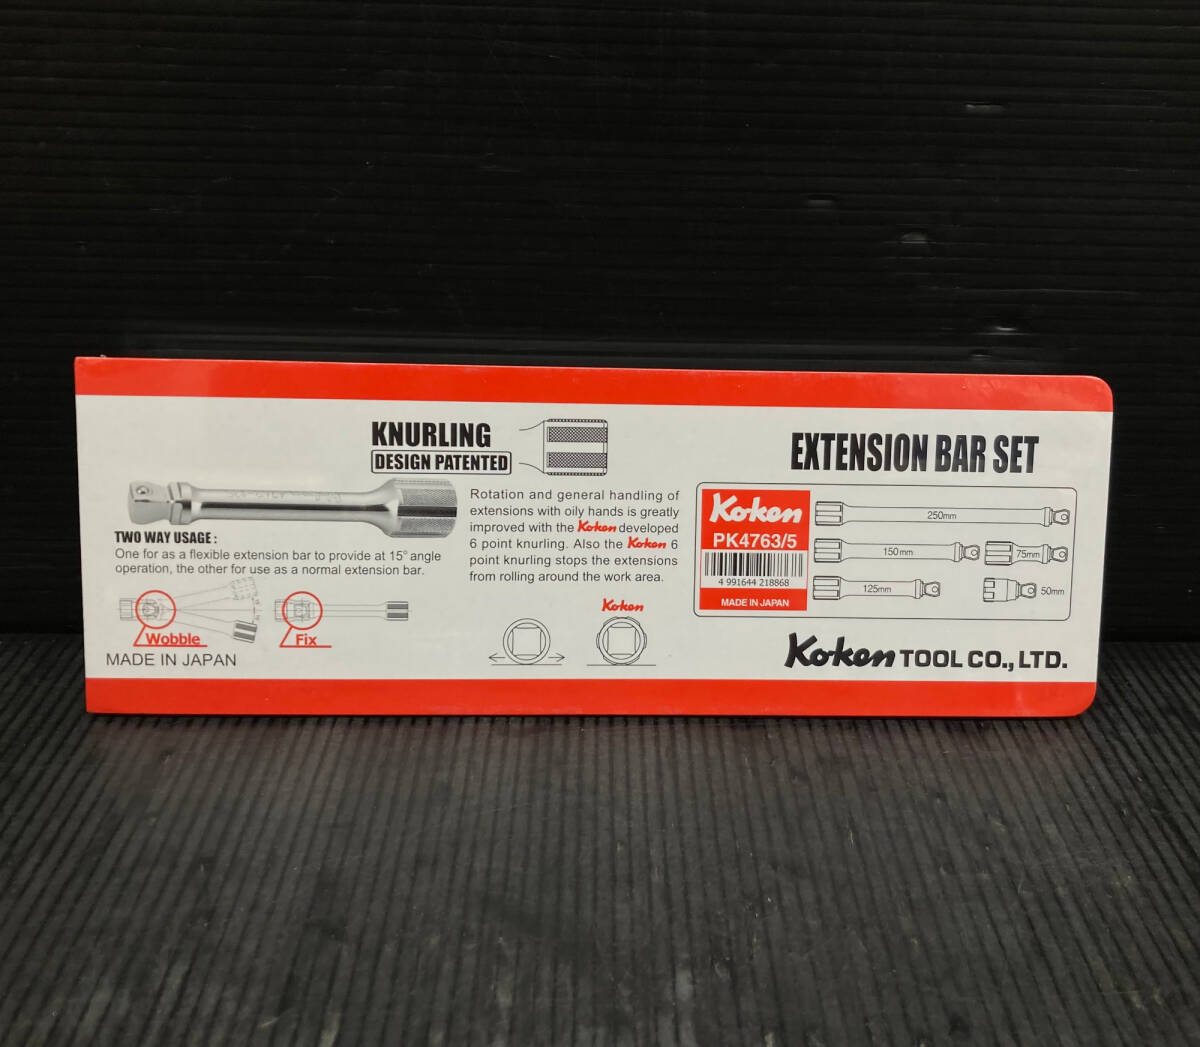 KNURLING
DESIGN PATENTED
TWO WAY USAGE :
One for as a flexible extension bar to provide at 15° angle
operation, the other for use as a normal extension bar.
Wobble
Fix
MADE IN JAPAN
Rotation and general handling of
extensions with oily hands is greatly
improved with the Koken developed
6 point knurling. Also the Koken 6
point knurling stops the extensions
from rolling around the work area.
Koken
EXTENSION BAR SET
Koken
PK4763/5
4 991644 218868
MADE IN JAPAN
250mm
150mm
75mm
125mm
50mm
Koken TOOL CO., LTD.